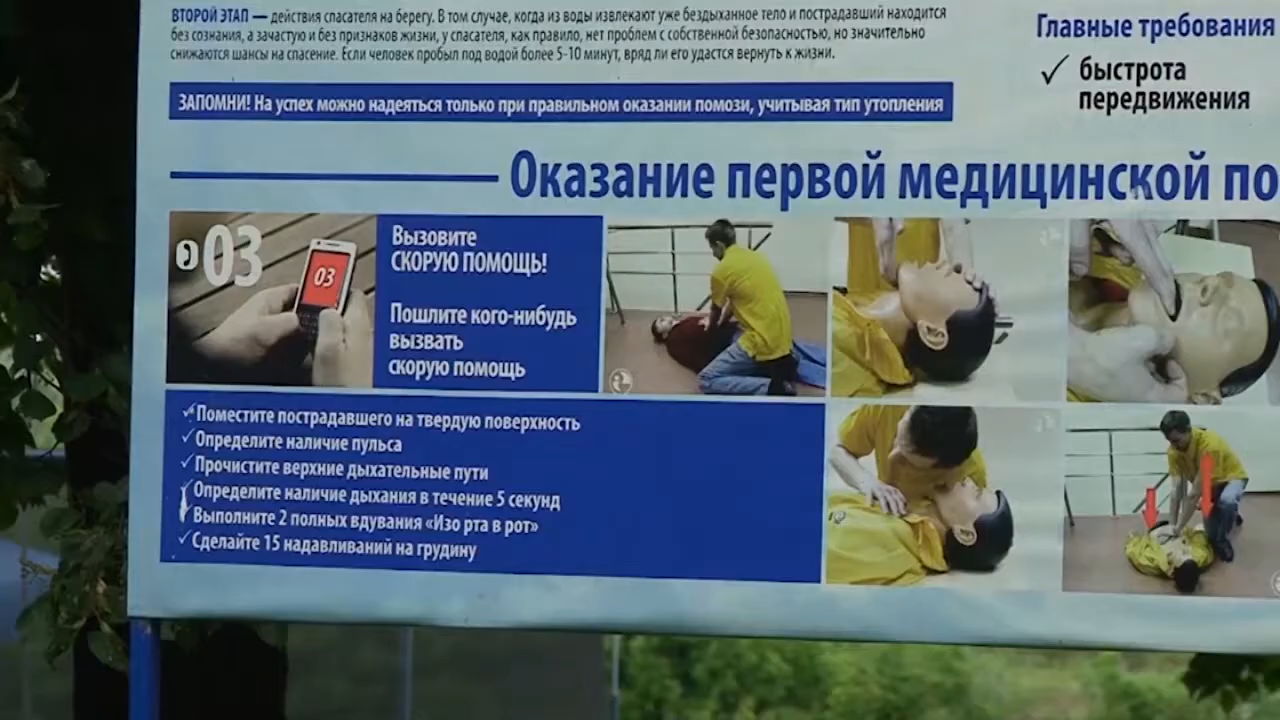 ВТОРОЙ ЭТАП — действия спасателя на берегу. В том случае, когда из воды извлекают уже бездыханное тело и пострадавший находится
без сознания, а зачастую и без признаков жизни, у спасателя, как правило, нет проблем с собственной безопасностью, но значительно
снижаются шансы на спасение. Если человек пробыл под водой более 5-10 минут, вряд ли его удастся вернуть к жизни.
ЗАПОМНИ! На успех можно надеяться только при правильном оказании помози, учитывая тип утопления
Главные требования
✓ быстрота
передвижения
Оказание первой медицинской по
03
03
Вызовите
СКОРУЮ ПОМОЩЬ!
Пошлите кого-нибудь
вызвать
скорую помощь
✓ Поместите пострадавшего на твердую поверхность
✓ Определите наличие пульса
✓ Прочистите верхние дыхательные пути
✓ Определите наличие дыхания в течение 5 секунд
✓ Выполните 2 полных вдувания «Изо рта в рот»
✓ Сделайте 15 надавливаний на грудину